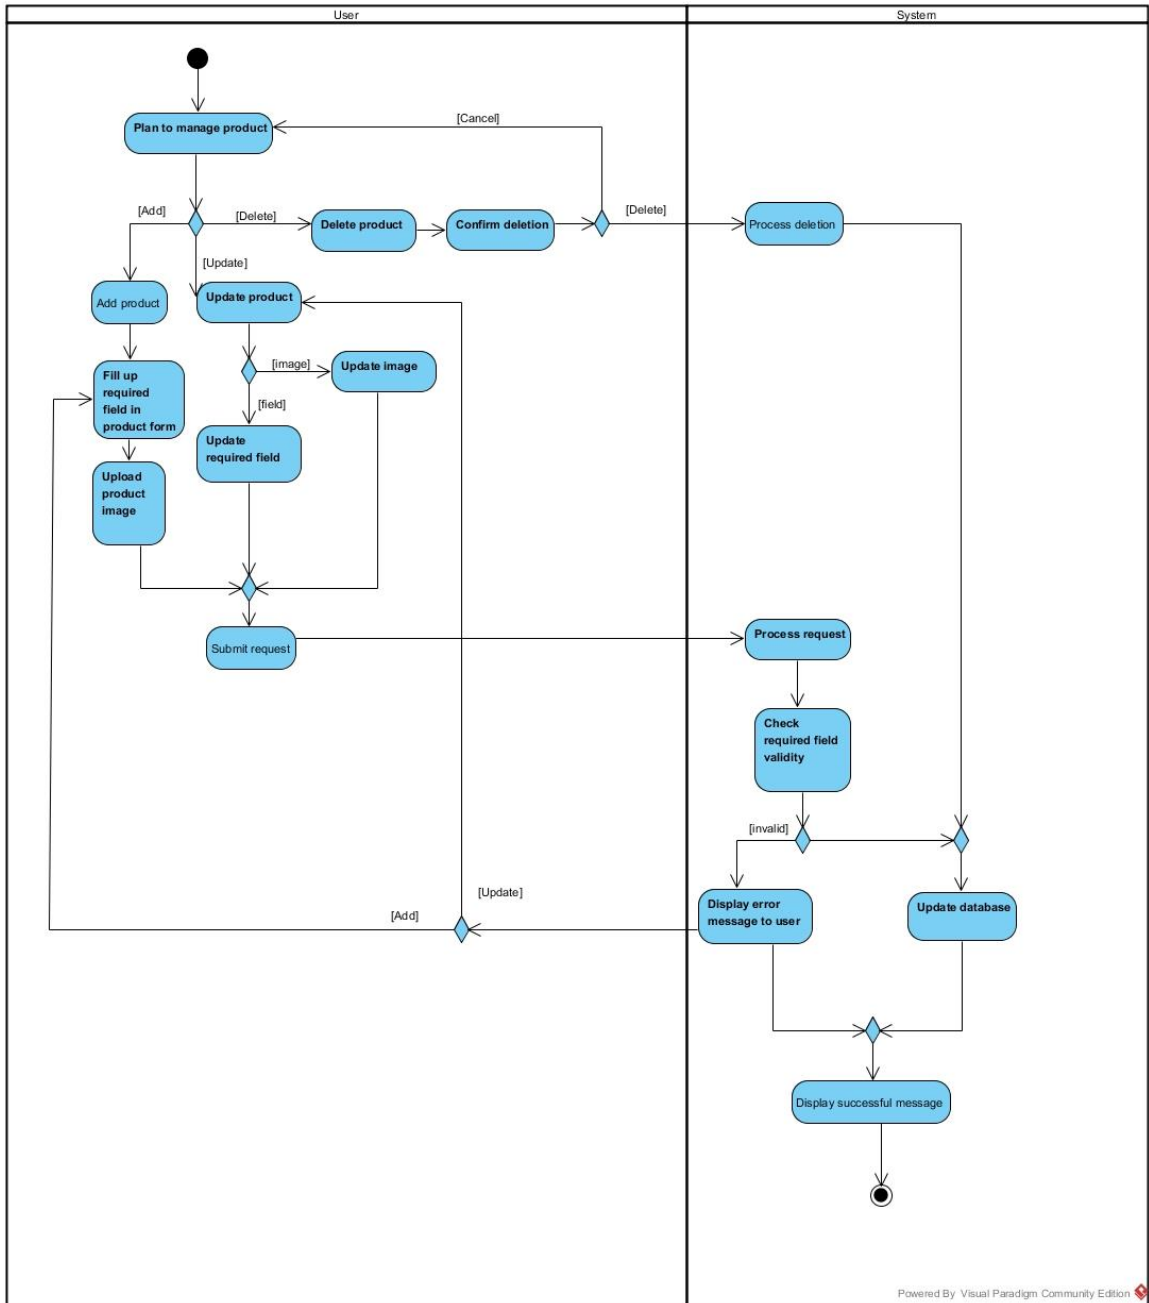 User
System
Plan to manage product
[Cancel]
[Add]
[Delete]
Delete product
Confirm deletion
[Delete]
Process deletion
[Update]
Add product
Update product
[image]
Update image
Fill up
required
field in
product form
[field]
Update
required field
Upload
product
image
Submit request
Process request
Check
required field
validity
[invalid]
[Update]
[Add]
Display error
message to user
Update database
Display successful message
Powered By Visual Paradigm Community Edition